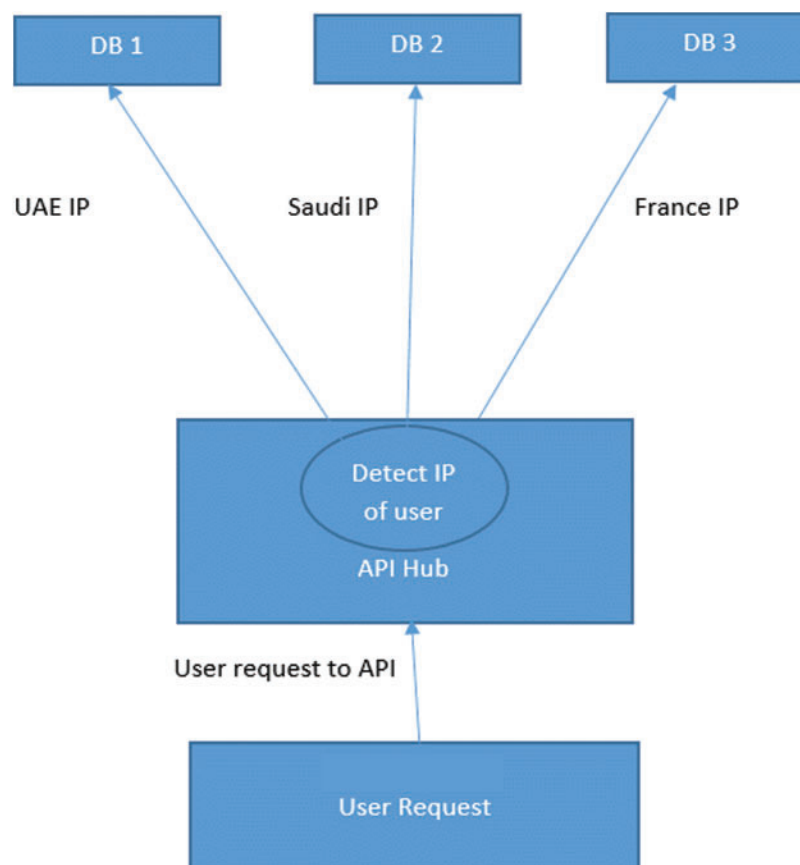 DB 1
DB 2
DB 3
UAE IP
Saudi IP
France IP
Detect IP
of user
API Hub
User request to API
User Request